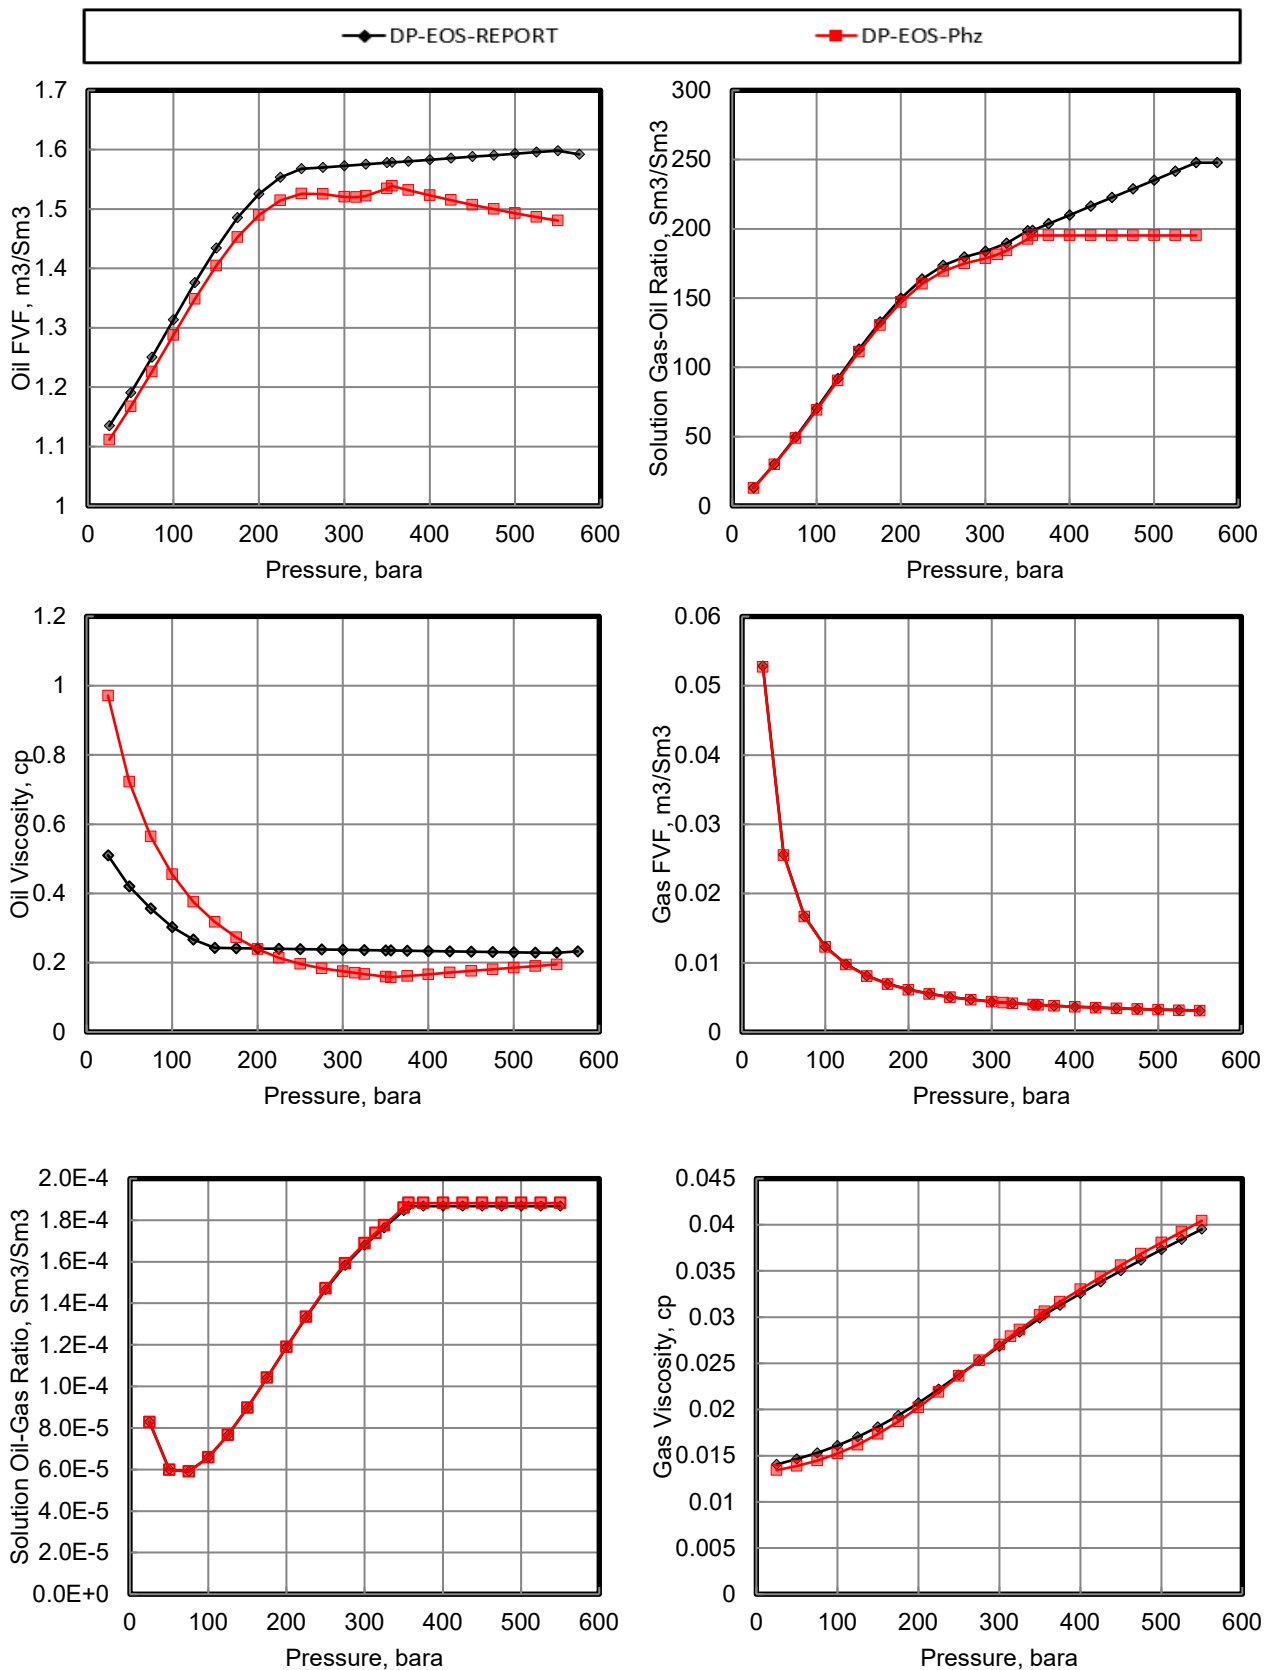 DP-EOS-REPORT DP-EOS-Phz
Oil FVF, m3/Sm3
1.7
1.6
1.5
1.4
1.3
1.2
1.1
1
0 100 200 300 400 500 600
Pressure, bara
Solution Gas-Oil Ratio, Sm3/Sm3
300
250
200
150
100
50
0
0 100 200 300 400 500 600
Pressure, bara
Oil Viscosity, cp
1.2
1
0.8
0.6
0.4
0.2
0
0 100 200 300 400 500 600
Pressure, bara
Gas FVF, m3/Sm3
0.06
0.05
0.04
0.03
0.02
0.01
0
0 100 200 300 400 500 600
Pressure, bara
Solution Oil-Gas Ratio, Sm3/Sm3
2.0E-4
1.8E-4
1.6E-4
1.4E-4
1.2E-4
1.0E-4
8.0E-5
6.0E-5
4.0E-5
2.0E-5
0.0E+0
0 100 200 300 400 500 600
Pressure, bara
Gas Viscosity, cp
0.045
0.04
0.035
0.03
0.025
0.02
0.015
0.01
0.005
0
0 100 200 300 400 500 600
Pressure, bara